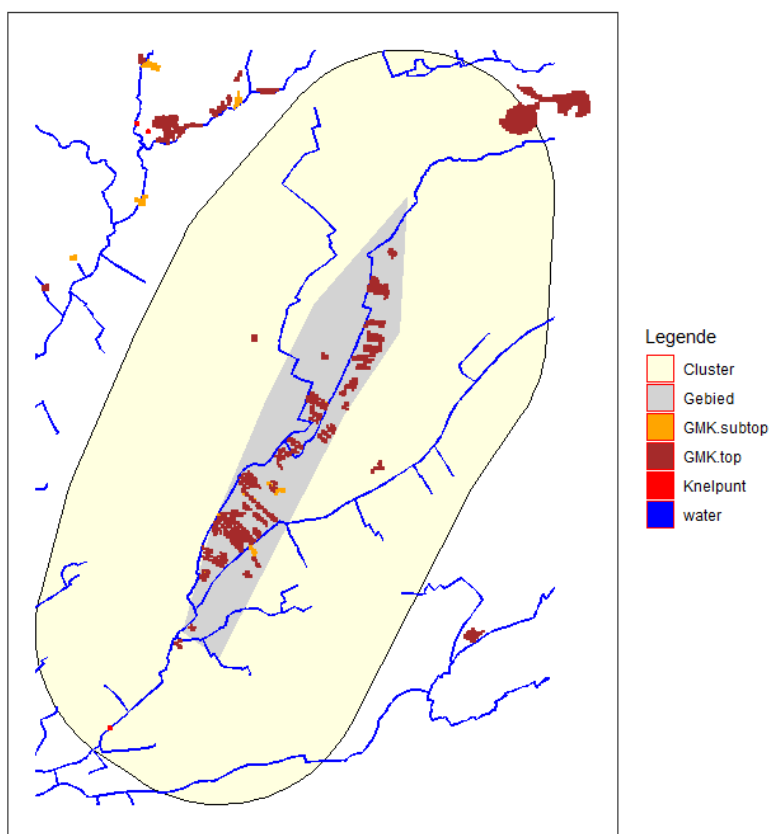 Legende
Cluster
Gebied
GMK.subtop
GMK.top
Knelpunt
water